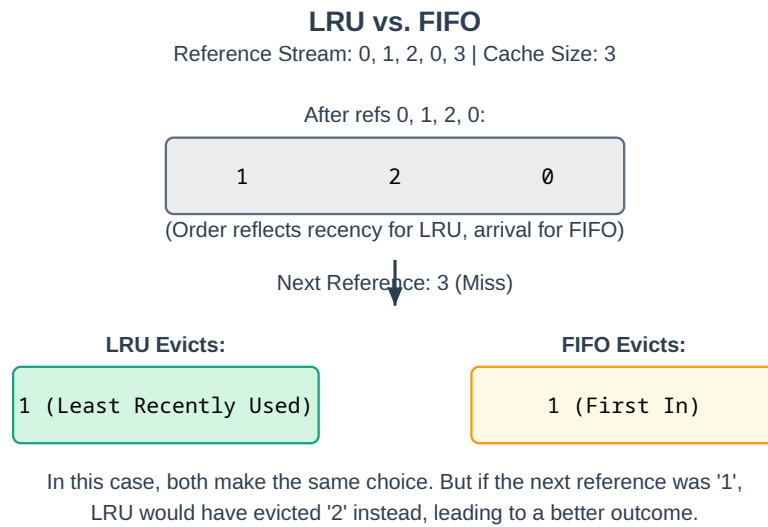 LRU vs. FIFO
Reference Stream: 0, 1, 2, 0, 3 | Cache Size: 3
After refs 0, 1, 2, 0:
1 2 0
(Order reflects recency for LRU, arrival for FIFO)
Next Reference: 3 (Miss)
LRU Evicts:
FIFO Evicts:
1 (Least Recently Used)
1 (First In)
In this case, both make the same choice. But if the next reference was '1',
LRU would have evicted '2' instead, leading to a better outcome.